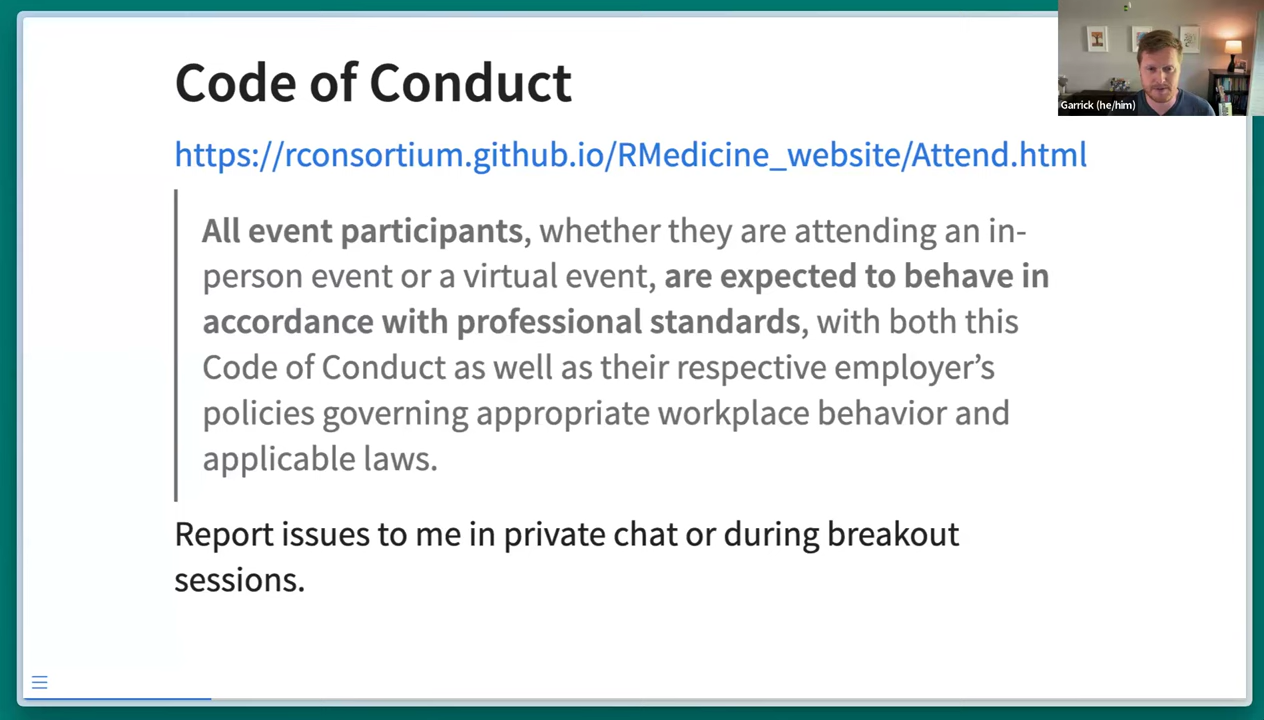 Code of Conduct
https://rconsortium.github.io/RMedicine_website/Attend.html
All event participants, whether they are attending an in-
person event or a virtual event, are expected to behave in
accordance with professional standards, with both this
Code of Conduct as well as their respective employer’s
policies governing appropriate workplace behavior and
applicable laws.
Report issues to me in private chat or during breakout
sessions.
Garrick (he/him)